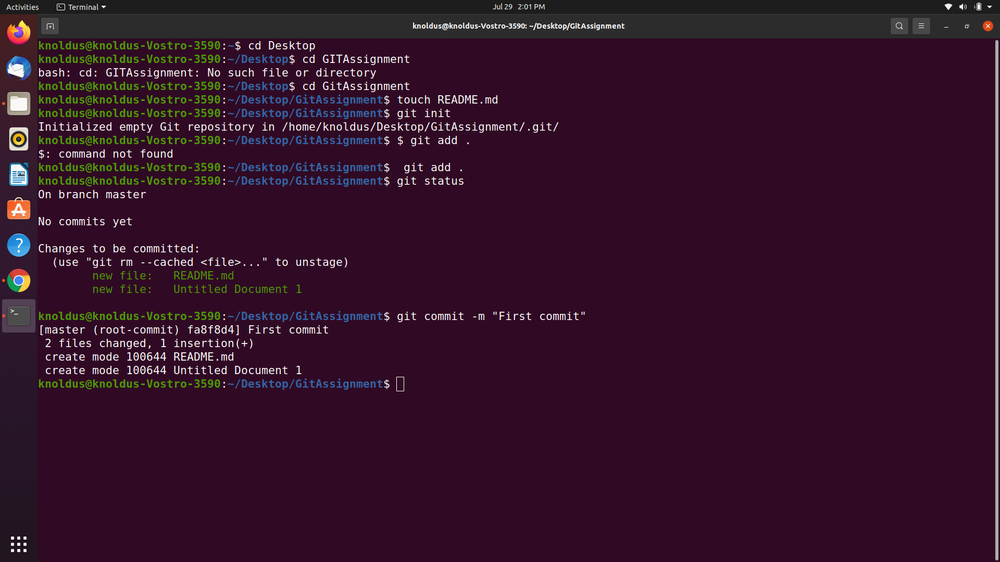 Activities Terminal Jul 29 2:01 PM
knoldus@knoldus-Vostro-3590: ~/Desktop/GitAssignment
knoldus@knoldus-Vostro-3590:~$ cd Desktop
knoldus@knoldus-Vostro-3590:~/Desktop$ cd GITAssignment
bash: cd: GITAssignment: No such file or directory
knoldus@knoldus-Vostro-3590:~/Desktop$ cd GitAssignment
knoldus@knoldus-Vostro-3590:~/Desktop/GitAssignment$ touch README.md
knoldus@knoldus-Vostro-3590:~/Desktop/GitAssignment$ git init
Initialized empty Git repository in /home/knoldus/Desktop/GitAssignment/.git/
knoldus@knoldus-Vostro-3590:~/Desktop/GitAssignment$ $ git add .
$: command not found
knoldus@knoldus-Vostro-3590:~/Desktop/GitAssignment$  git add .
knoldus@knoldus-Vostro-3590:~/Desktop/GitAssignment$ git status
On branch master
No commits yet
Changes to be committed:
  (use "git rm --cached <file>..." to unstage)
        new file:   README.md
        new file:   Untitled Document 1
knoldus@knoldus-Vostro-3590:~/Desktop/GitAssignment$ git commit -m "First commit"
[master (root-commit) fa8f8d4] First commit
 2 files changed, 1 insertion(+)
 create mode 100644 README.md
 create mode 100644 Untitled Document 1
knoldus@knoldus-Vostro-3590:~/Desktop/GitAssignment$